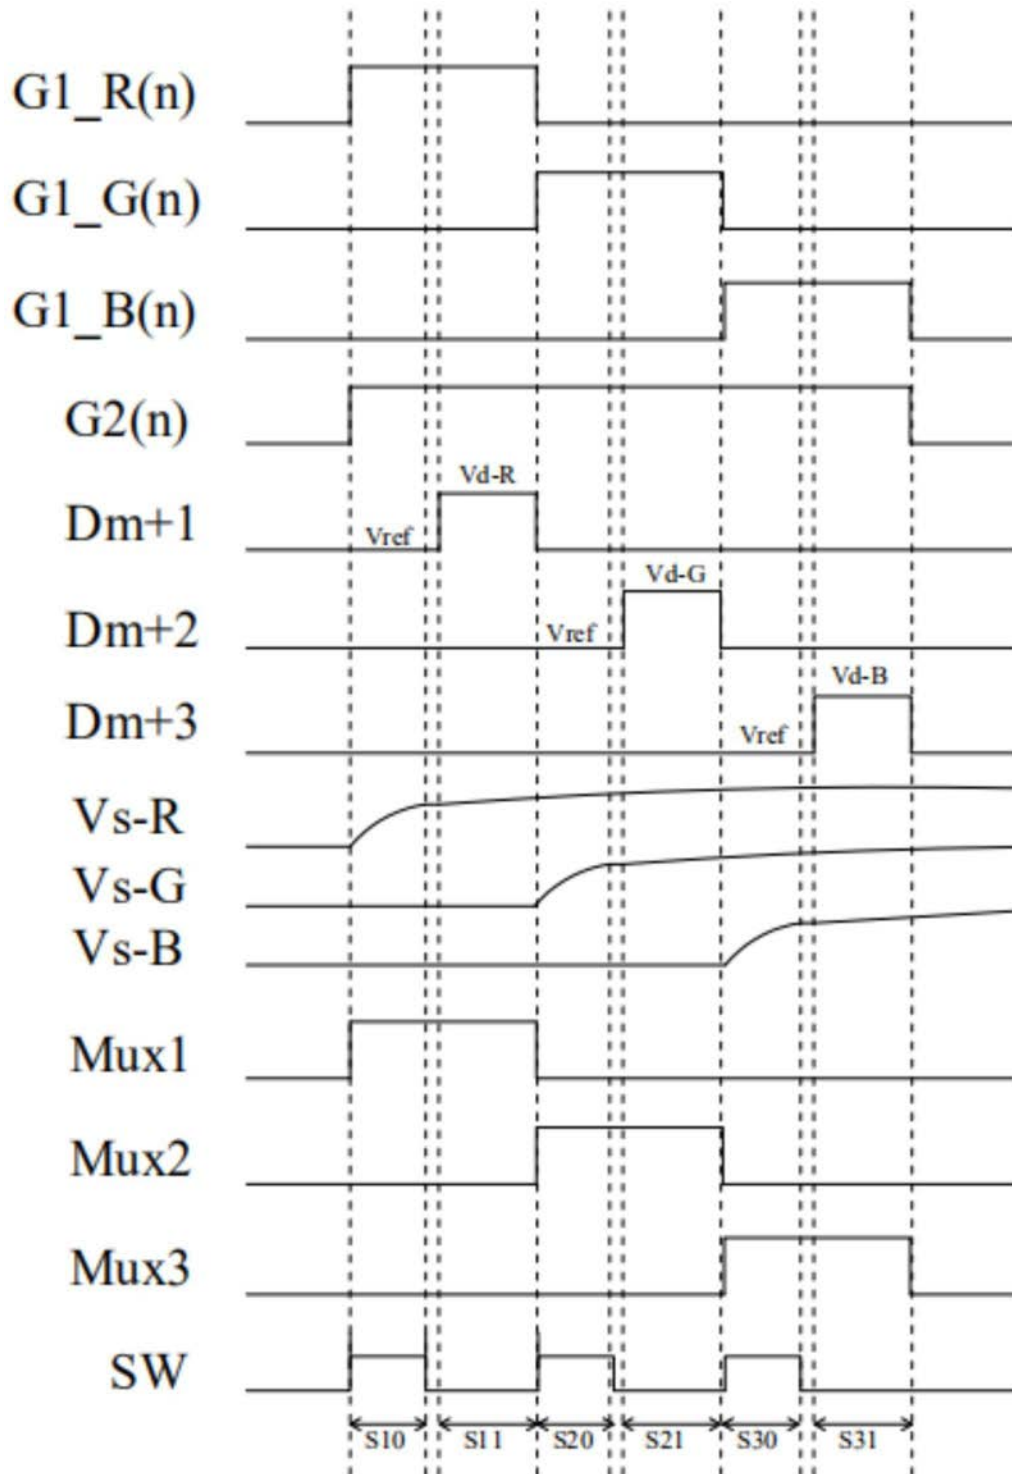 G1_R(n)
G1_G(n)
G1_B(n)
G2(n)
Vd-R
Dm+1
Vref
Vd-G
Dm+2
Vref
Vd-B
Dm+3
Vref
Vs-R
Vs-G
Vs-B
Mux1
Mux2
Mux3
SW
S10 S11 S20 S21 S30 S31